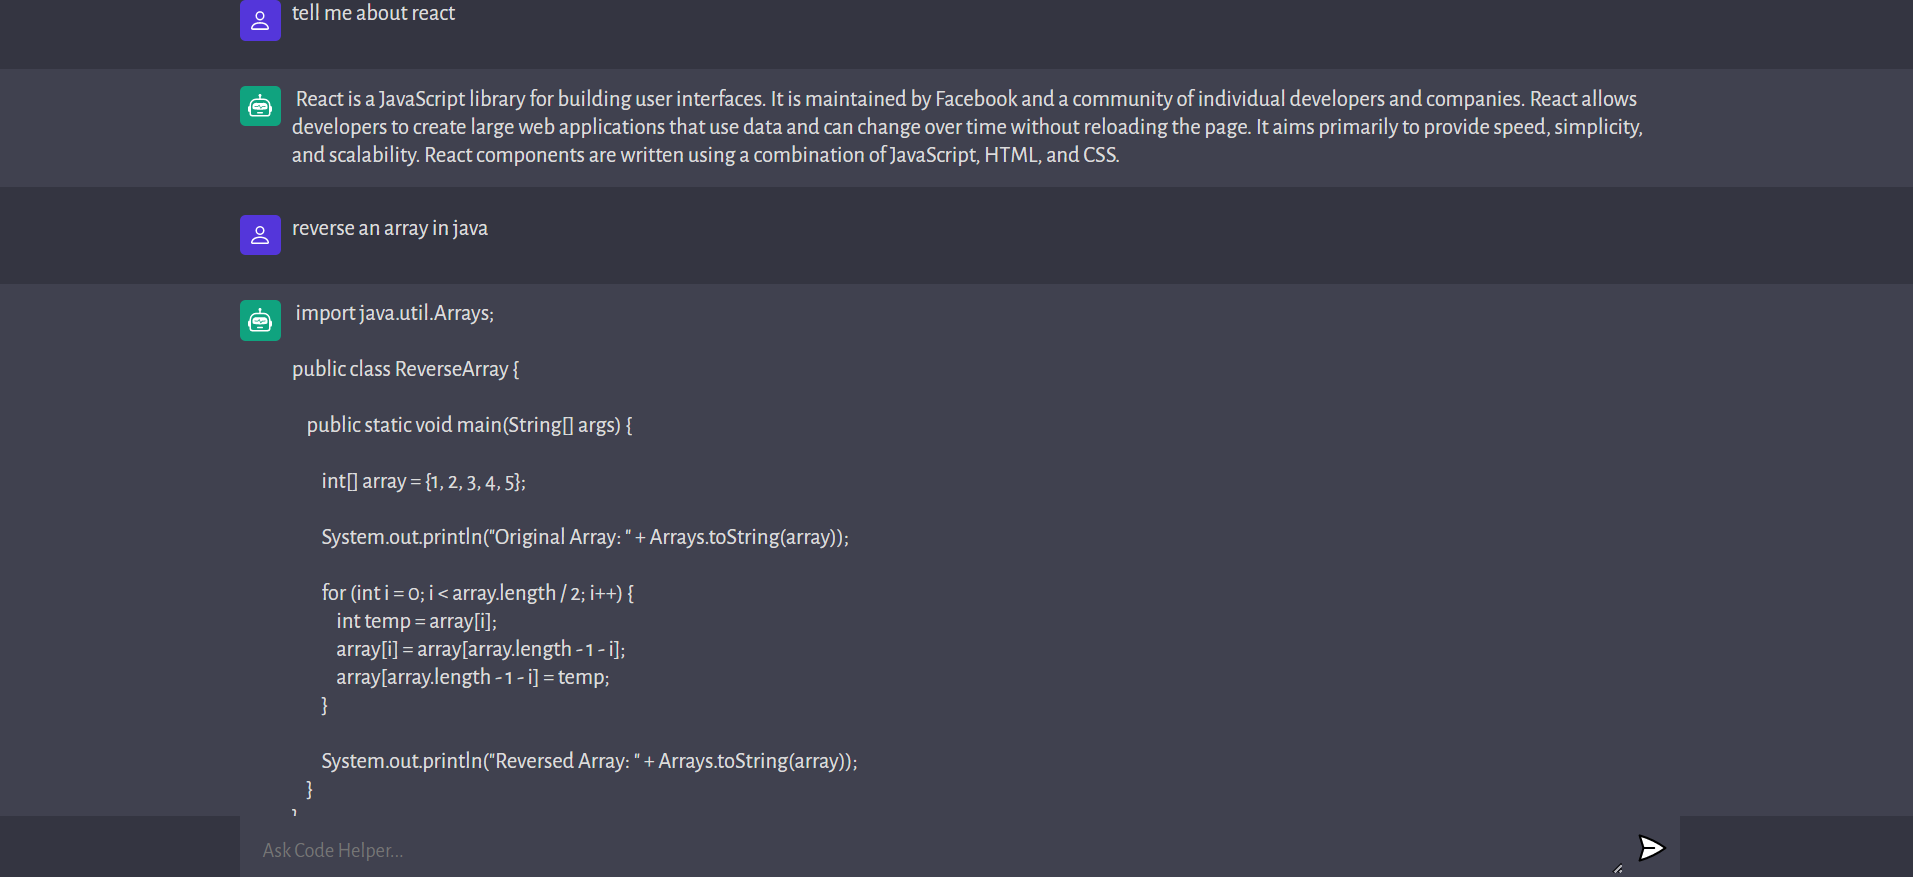 tell me about react
React is a JavaScript library for building user interfaces. It is maintained by Facebook and a community of individual developers and companies. React allows
developers to create large web applications that use data and can change over time without reloading the page. It aims primarily to provide speed, simplicity,
and scalability. React components are written using a combination of JavaScript, HTML, and CSS.
reverse an array in java
import java.util.Arrays;
public class ReverseArray {
public static void main(String[] args) {
int[] array = {1, 2, 3, 4, 5};
System.out.println("Original Array: " + Arrays.toString(array));
for (int i = 0; i < array.length / 2; i++) {
int temp = array[i];
array[i] = array[array.length - 1 - i];
array[array.length - 1 - i] = temp;
}
System.out.println("Reversed Array: " + Arrays.toString(array));
}
}
Ask Code Helper...